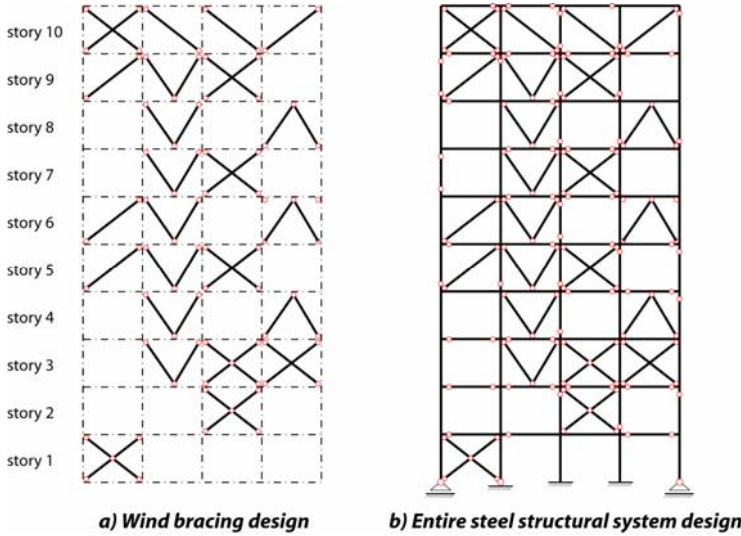 story 10
story 9
story 8
story 7
story 6
story 5
story 4
story 3
story 2
story 1
a) Wind bracing design
b) Entire steel structural system design